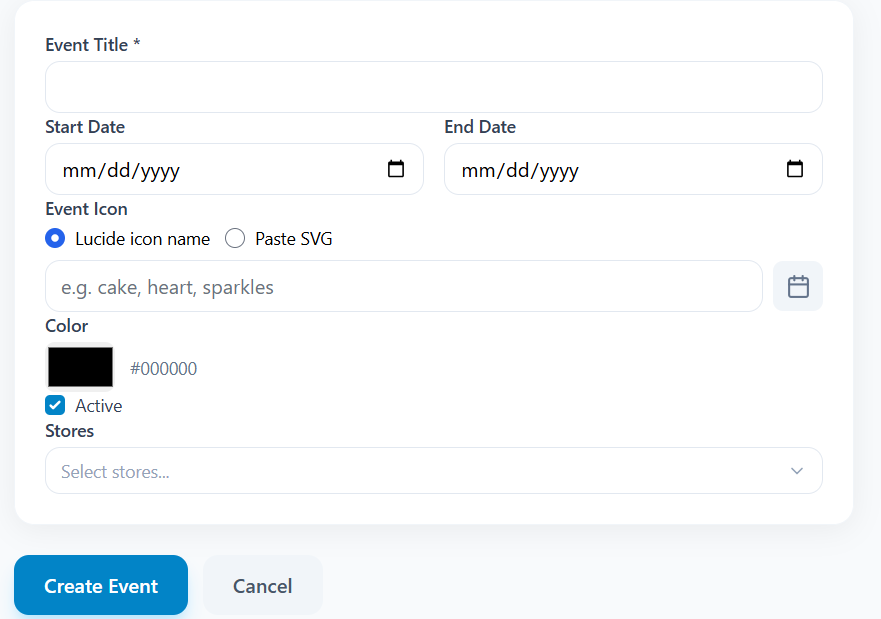 Event Title *
Start Date End Date
mm/dd/yyyy mm/dd/yyyy
Event Icon
Lucide icon name Paste SVG
e.g. cake, heart, sparkles
Color
#000000
Active
Stores
Select stores...
Create Event Cancel